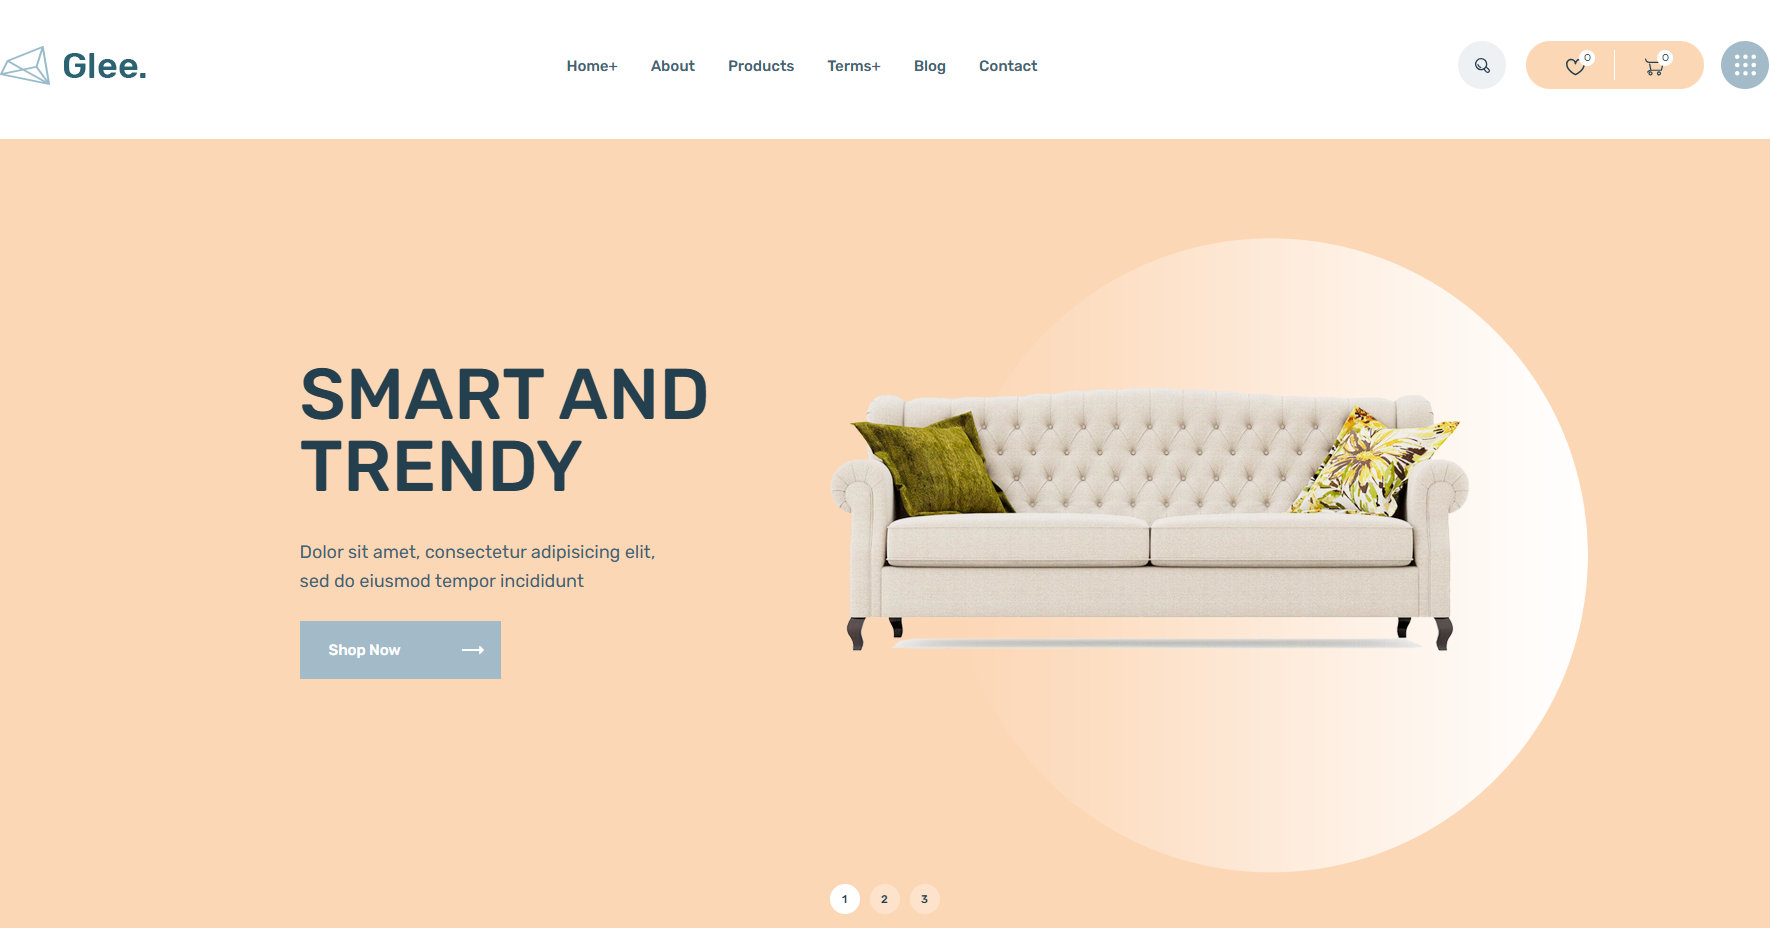 Glee.
Home+ About Products Terms+ Blog Contact
0 0
SMART AND
TRENDY
Dolor sit amet, consectetur adipisicing elit,
sed do eiusmod tempor incididunt
Shop Now
1 2 3